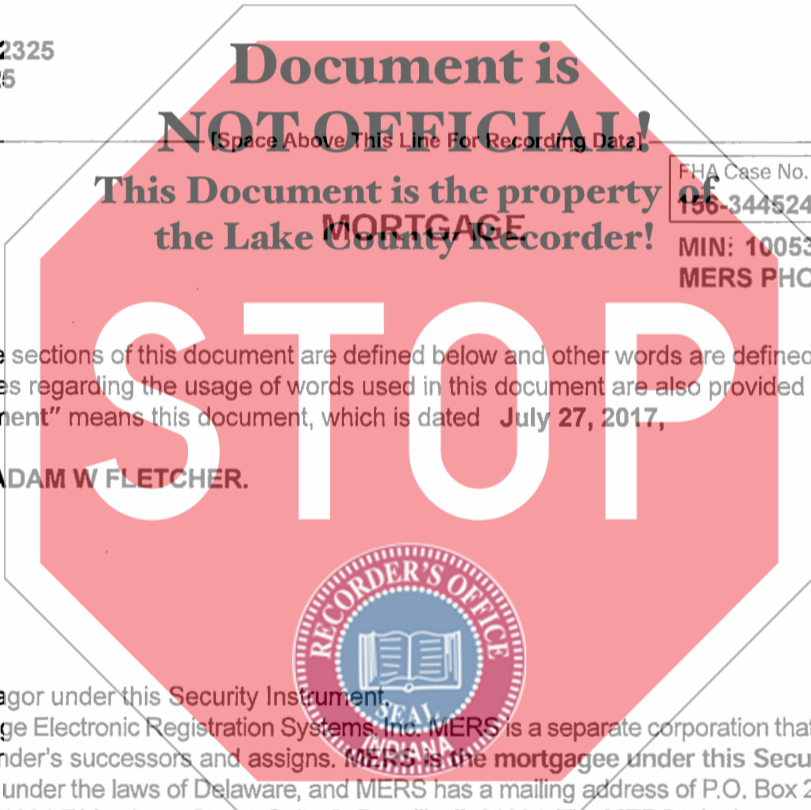 2325
5
Document is
NOT OFFICIAL!
[Space Above This Line For Recording Data]
This Document is the property of
the Lake County Recorder!
MORTGAGE
FHA Case No.
156-344524
MIN: 10053
MERS PHO
STOP
e sections of this document are defined below and other words are defined
es regarding the usage of words used in this document are also provided
ment” means this document, which is dated July 27, 2017,
ADAM W FLETCHER.
RECORDER'S OFFICE
SEAL
INDIANA
agor under this Security Instrument.
ge Electronic Registration Systems, Inc. MERS is a separate corporation that
nder's successors and assigns. MERS is the mortgagee under this Secu
under the laws of Delaware, and MERS has a mailing address of P.O. Box 2